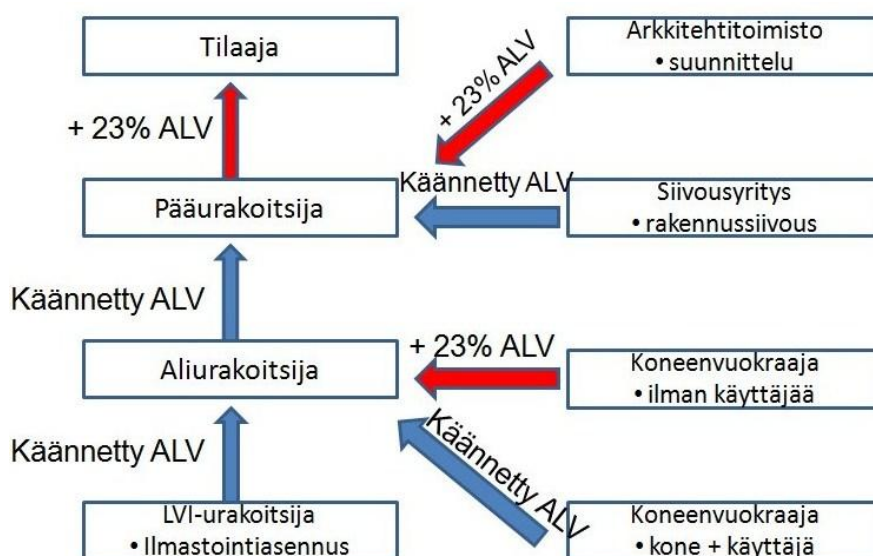 Tilaaja
Arkkitehtitoimisto
• suunnittelu
+ 23% ALV
+ 23% ALV
Käännetty ALV
Pääurakoitsija
Siivousyritys
• rakennussiivous
Käännetty ALV
+ 23% ALV
Aliurakoitsija
Koneenvuokraaja
• ilman käyttäjää
Käännetty ALV
Käännetty ALV
LVI-urakoitsija
• Ilmastointiasennus
Koneenvuokraaja
• kone + käyttäjä